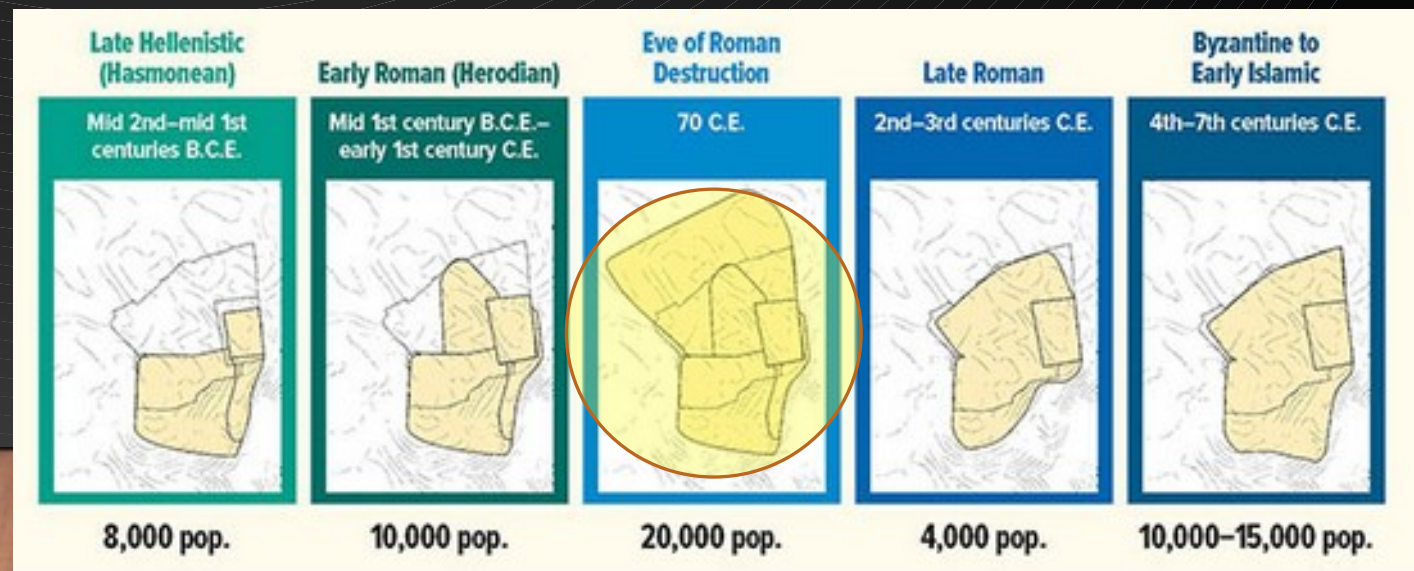 Late Hellenistic
(Hasmonean)
Mid 2nd–mid 1st
centuries B.C.E.
8,000 pop.
Early Roman (Herodian)
Mid 1st century B.C.E.–
early 1st century C.E.
10,000 pop.
Eve of Roman
Destruction
70 C.E.
20,000 pop.
Late Roman
2nd–3rd centuries C.E.
4,000 pop.
Byzantine to
Early Islamic
4th–7th centuries C.E.
10,000–15,000 pop.